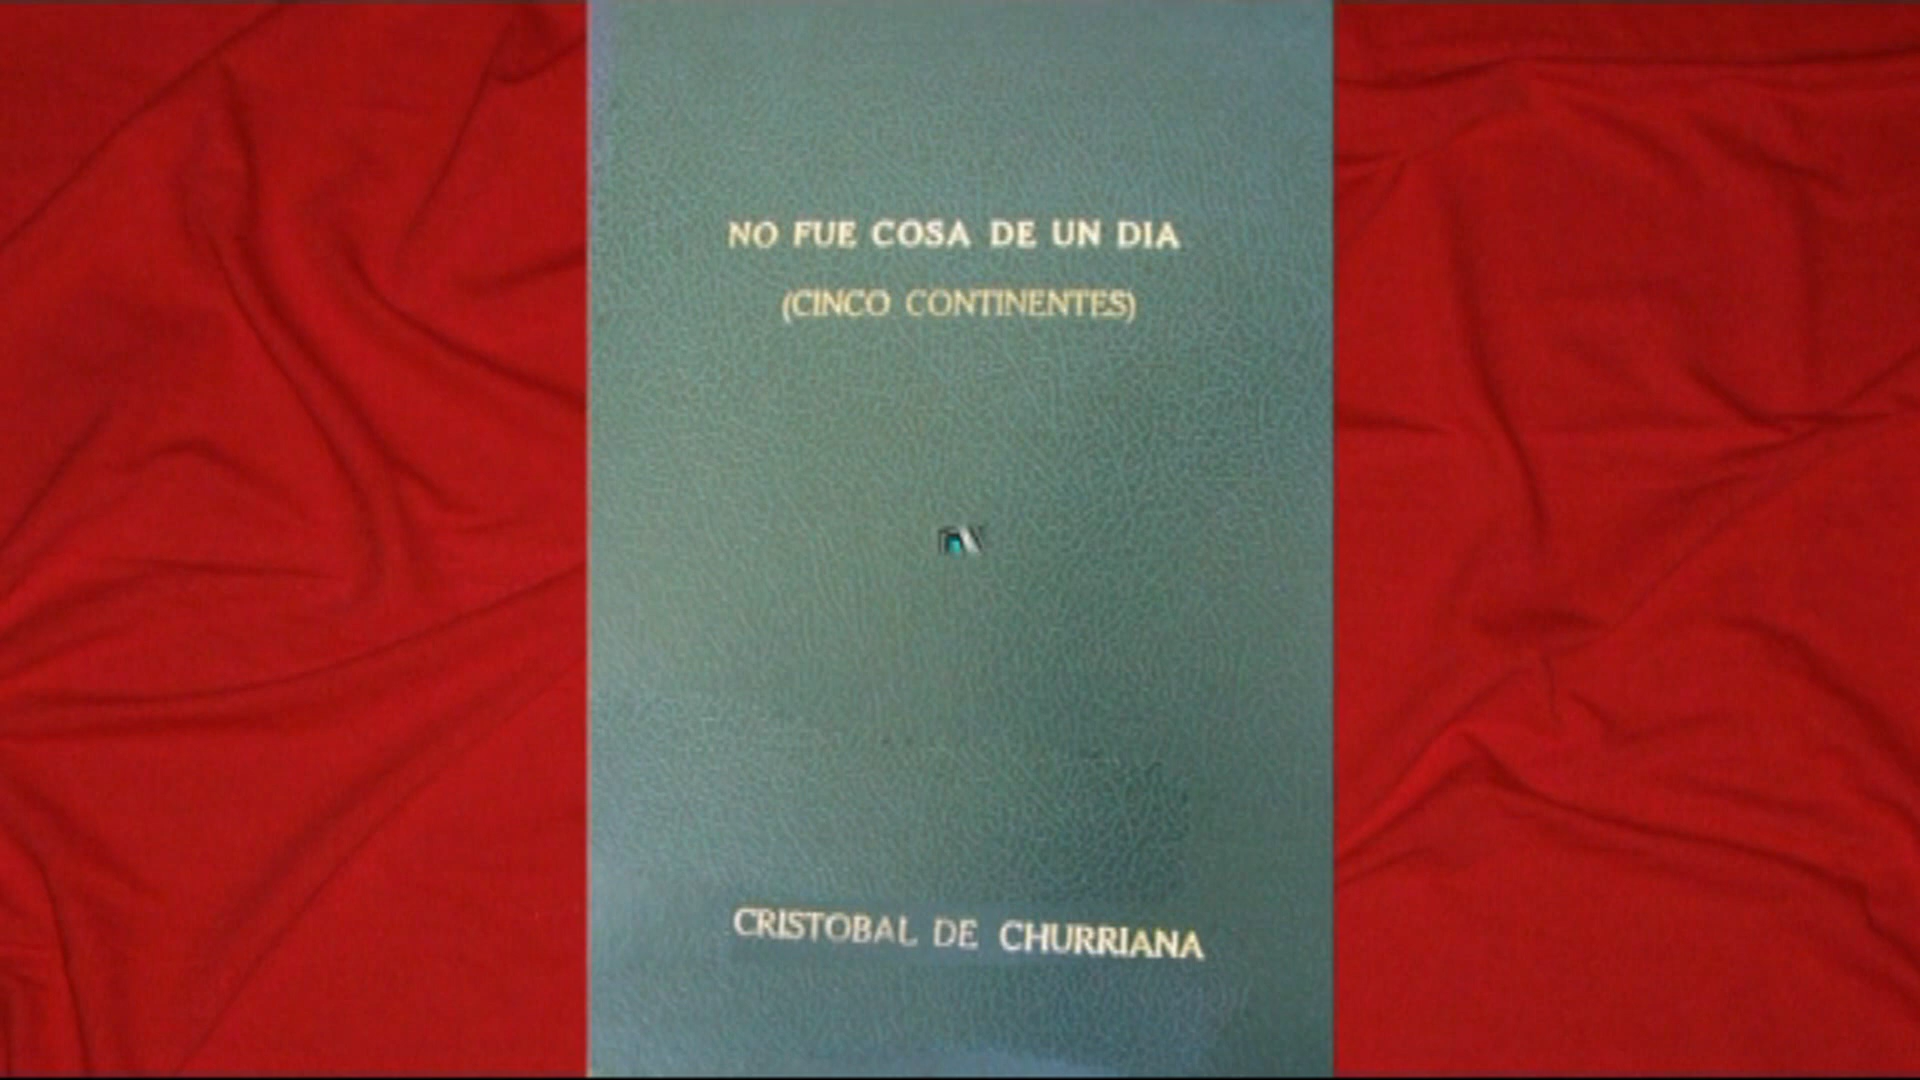 NO FUE COSA DE UN DIA
(CINCO CONTINENTES)
CRISTOBAL DE CHURRIANA